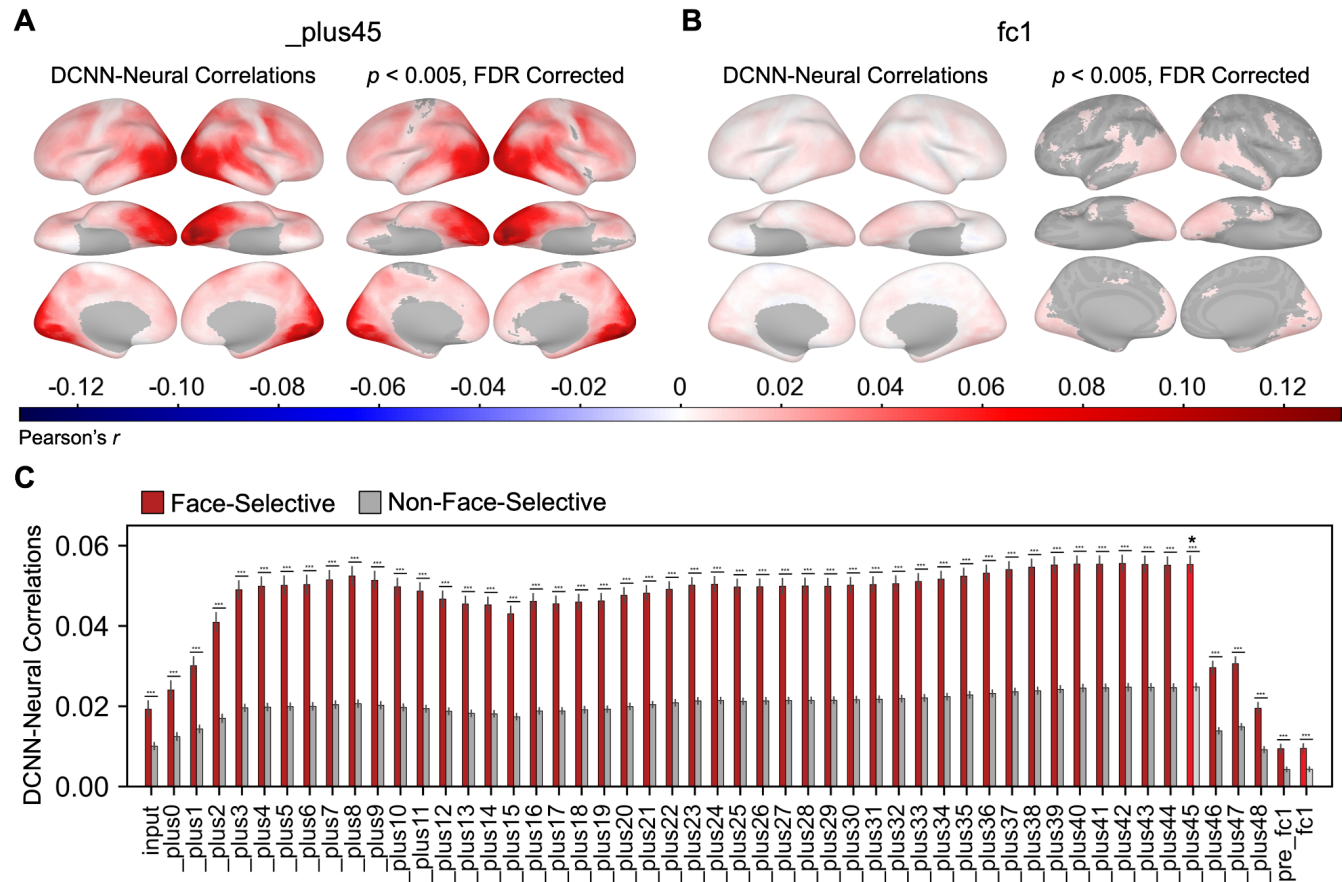 A
_plus45
B
fc1
DCNN-Neural Correlations
p < 0.005, FDR Corrected
DCNN-Neural Correlations
p < 0.005, FDR Corrected
-0.12 -0.10 -0.08 -0.06 -0.04 -0.02 0 0.02 0.04 0.06 0.08 0.10 0.12
Pearson's r
C
Face-Selective
Non-Face-Selective
DCNN-Neural Correlations
0.06
0.04
0.02
0.00
*
*** *** *** *** *** *** *** *** *** *** *** *** *** *** *** *** *** *** *** *** *** *** *** *** *** *** *** *** *** *** *** *** *** *** *** *** *** *** *** *** *** *** *** *** *** *** *** *** *** *** *** ***
input
_plus0
_plus1
_plus2
_plus3
_plus4
_plus5
_plus6
_plus7
_plus8
_plus9
_plus10
_plus11
_plus12
_plus13
_plus14
_plus15
_plus16
_plus17
_plus18
_plus19
_plus20
_plus21
_plus22
_plus23
_plus24
_plus25
_plus26
_plus27
_plus28
_plus29
_plus30
_plus31
_plus32
_plus33
_plus34
_plus35
_plus36
_plus37
_plus38
_plus39
_plus40
_plus41
_plus42
_plus43
_plus44
_plus45
_plus46
_plus47
_plus48
pre_fc1
_fc1